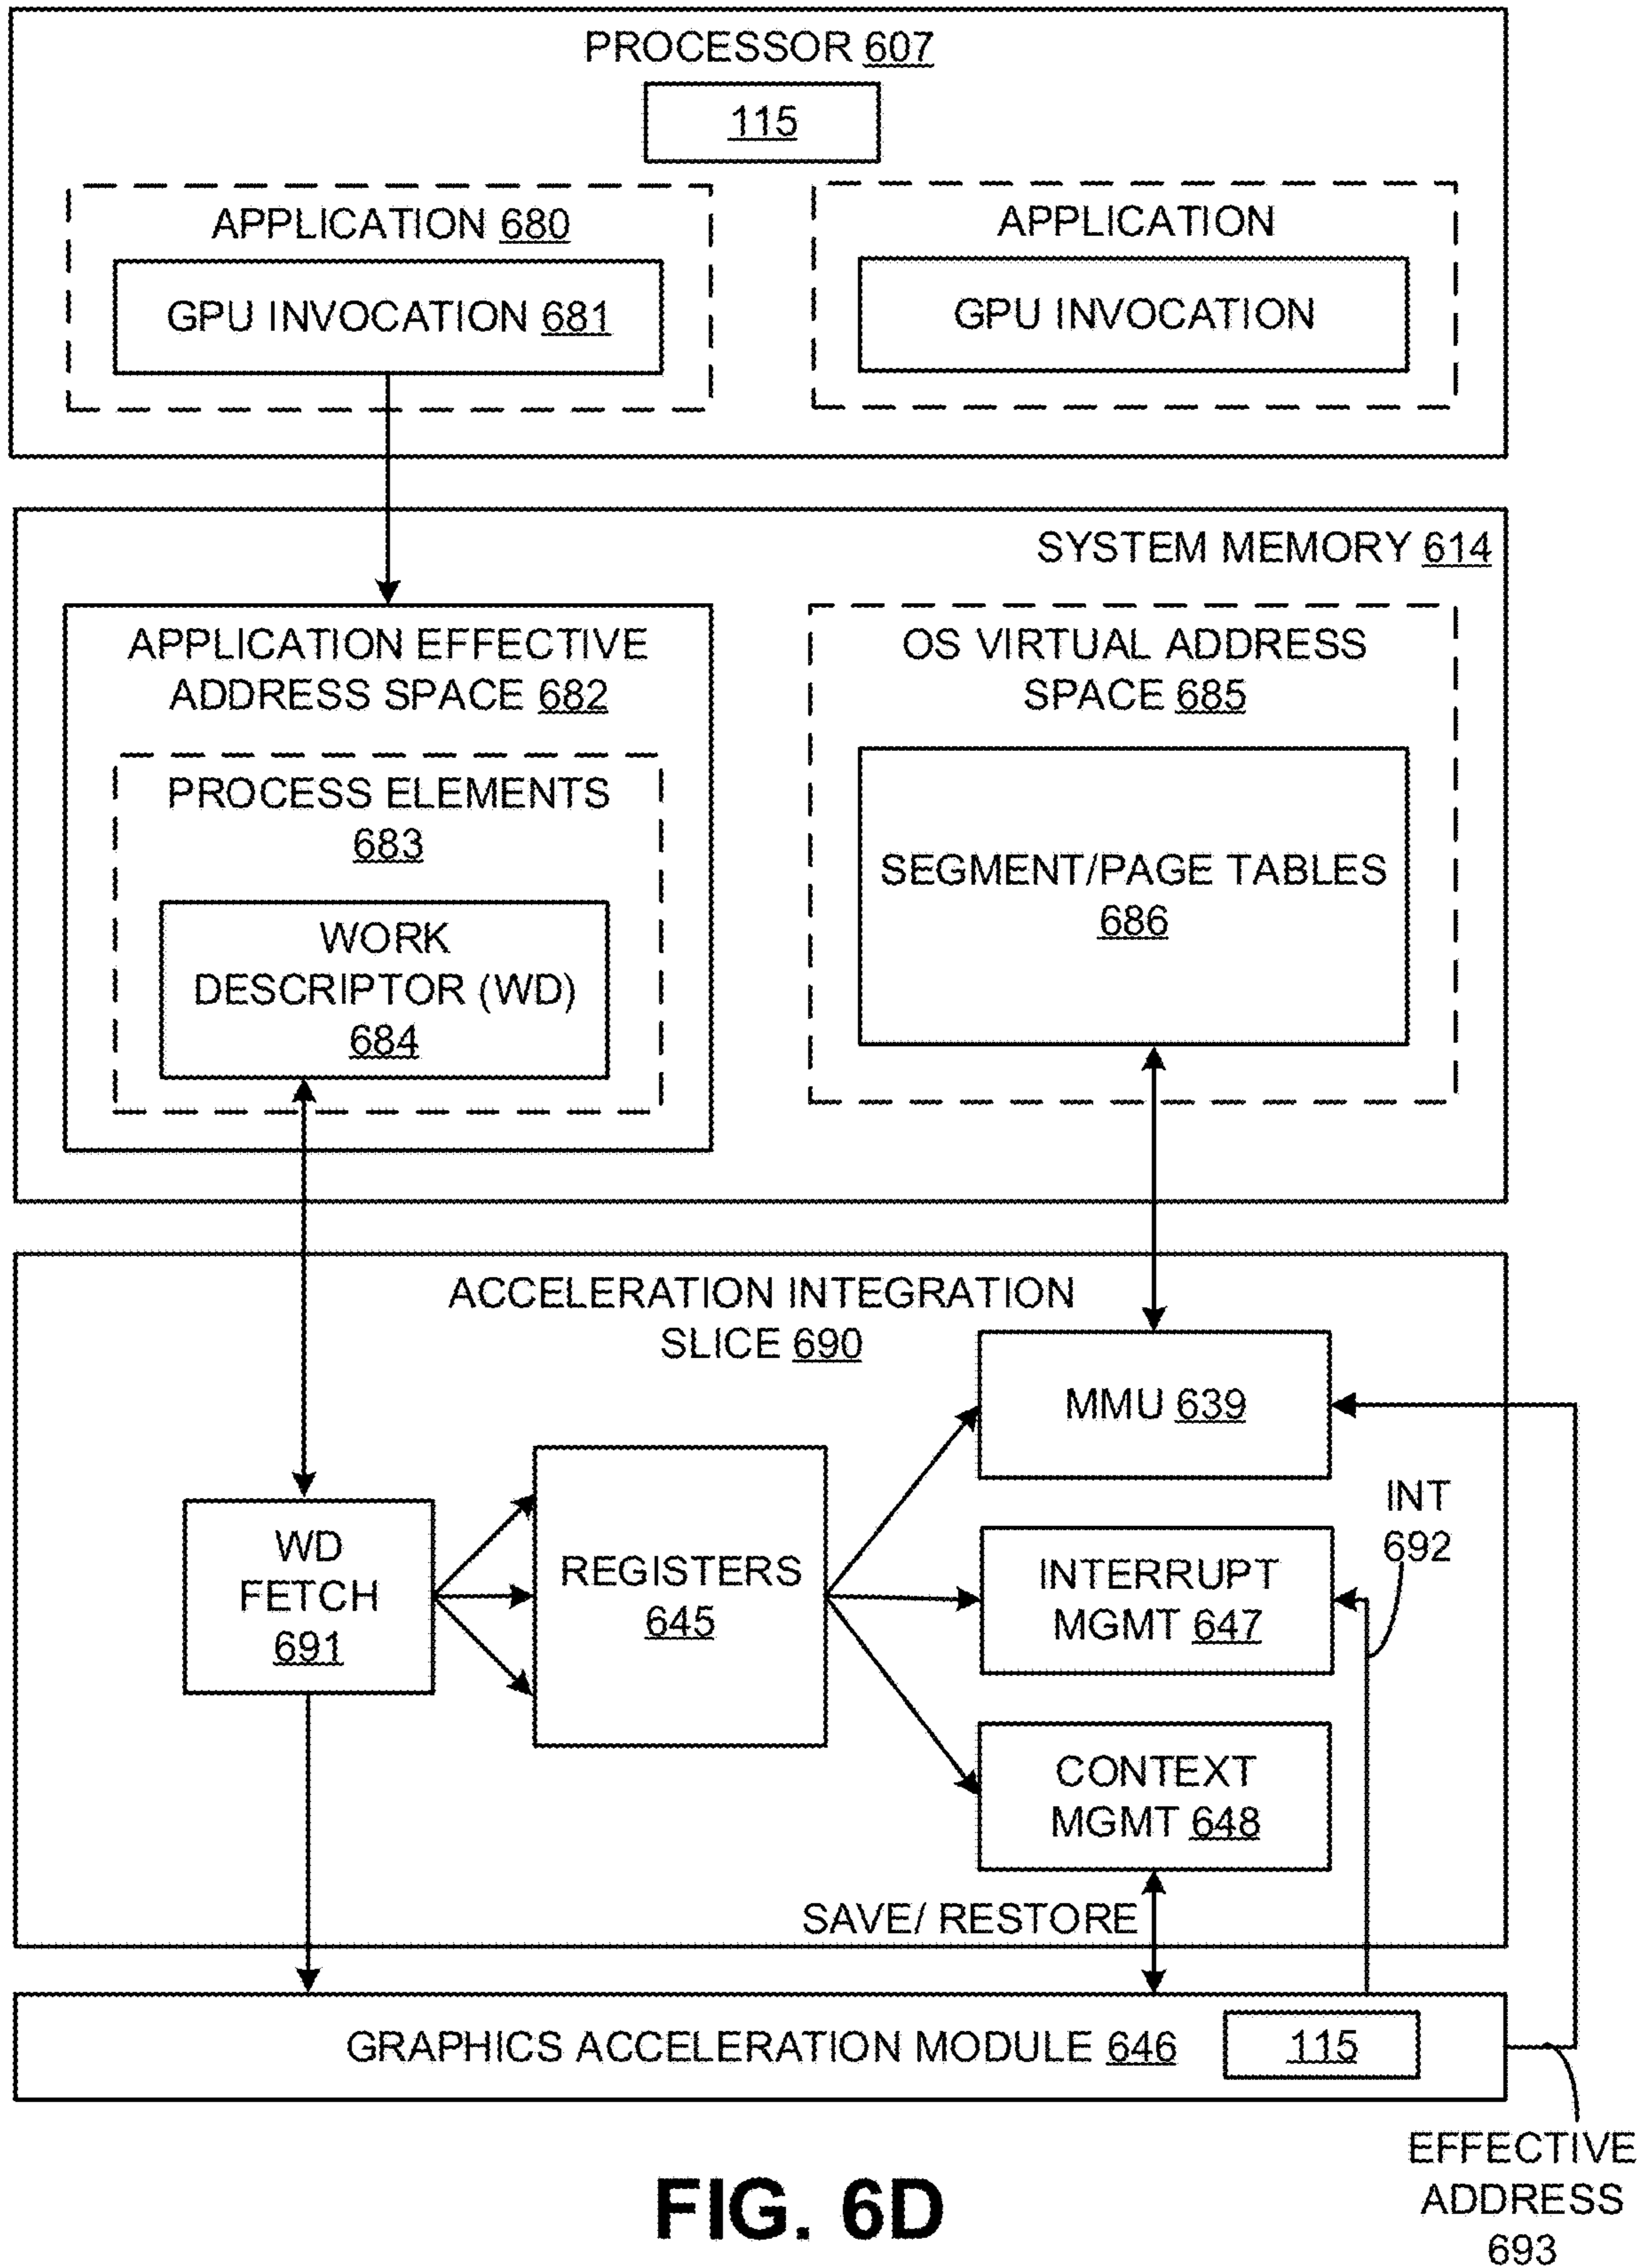 PROCESSOR 607
115
APPLICATION 680
GPU INVOCATION 681
APPLICATION
GPU INVOCATION
SYSTEM MEMORY 614
APPLICATION EFFECTIVE
ADDRESS SPACE 682
PROCESS ELEMENTS
683
WORK
DESCRIPTOR (WD)
684
OS VIRTUAL ADDRESS
SPACE 685
SEGMENT/PAGE TABLES
686
ACCELERATION INTEGRATION
SLICE 690
WD
FETCH
691
REGISTERS
645
MMU 639
INTERRUPT
MGMT 647
CONTEXT
MGMT 648
INT
692
SAVE/ RESTORE
GRAPHICS ACCELERATION MODULE 646
115
EFFECTIVE
ADDRESS
693
FIG. 6D